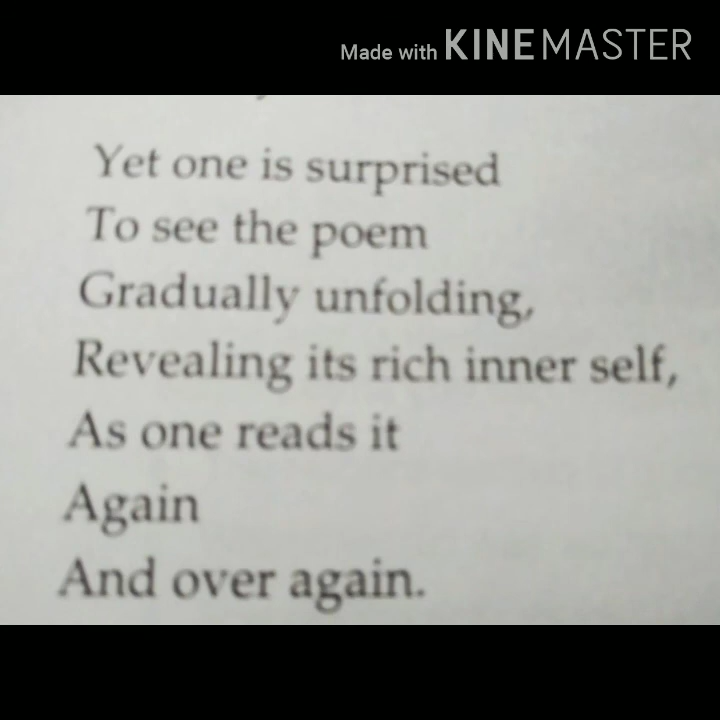 Made with KINEMASTER
Yet one is surprised
To see the poem
Gradually unfolding,
Revealing its rich inner self,
As one reads it
Again
And over again.